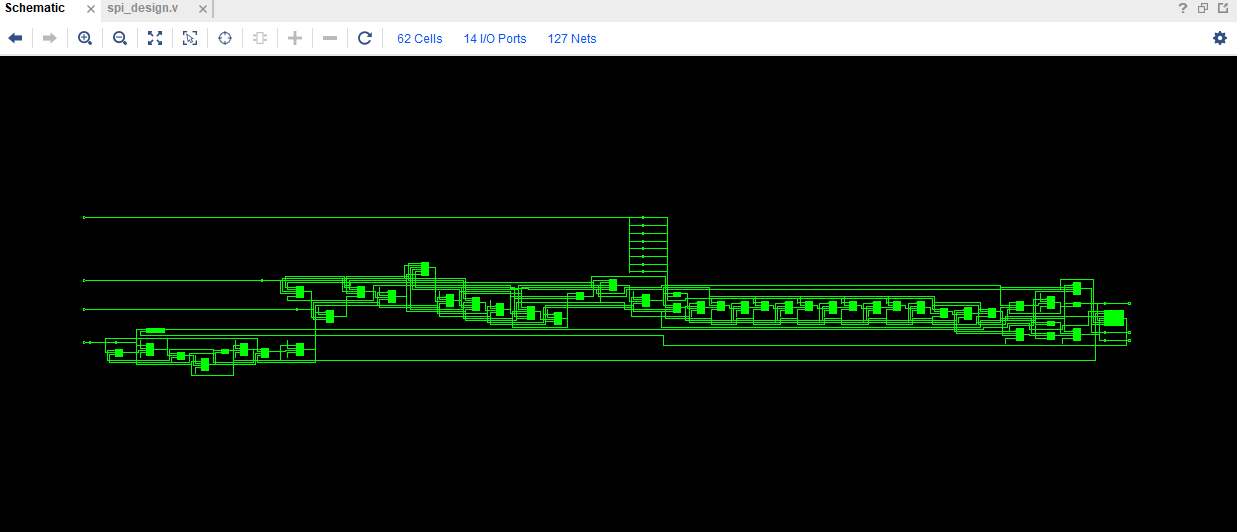 Schematic spi_design.v
62 Cells 14 I/O Ports 127 Nets